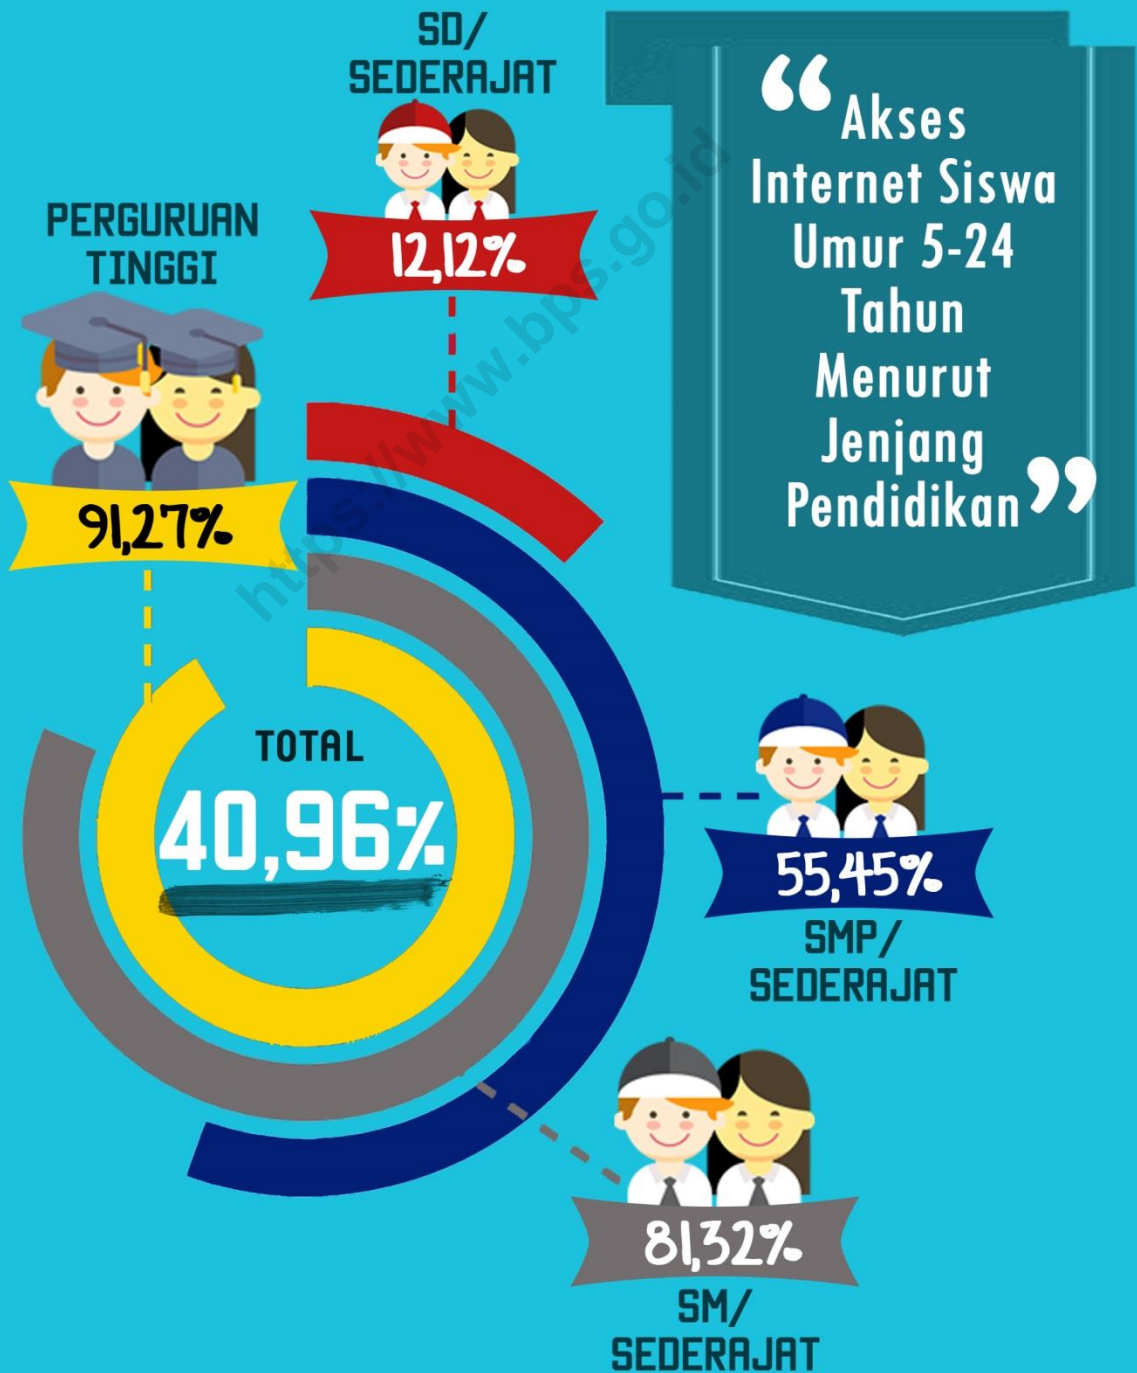 SD/
SEDERAJAT
12,12%
“Akses
Internet Siswa
Umur 5-24
Tahun
Menurut
Jenjang
Pendidikan”
PERGURUAN
TINGGI
91,27%
https://www.bps.go.id
TOTAL
40,96%
55,45%
SMP/
SEDERAJAT
81,32%
SM/
SEDERAJAT